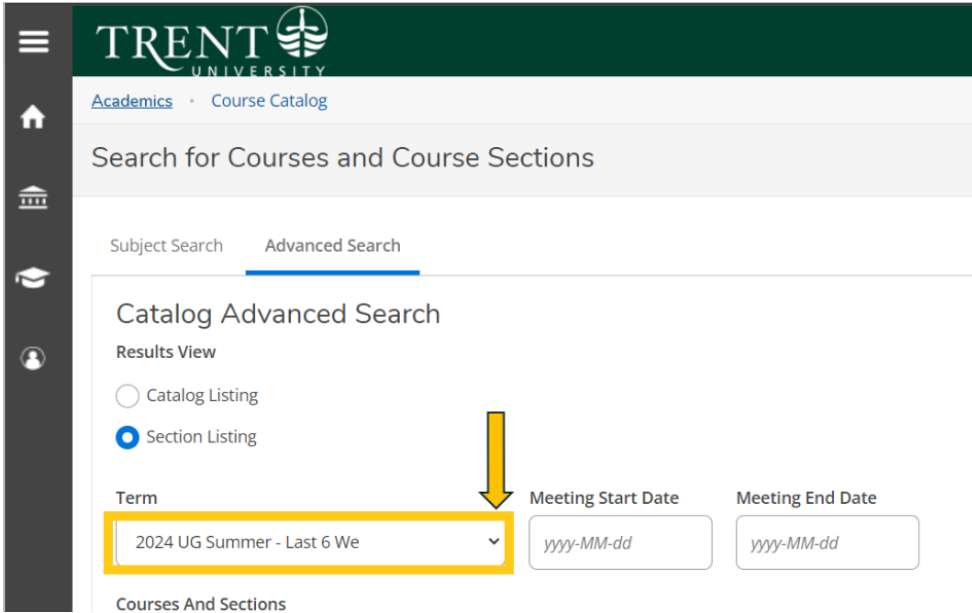 TRENT
UNIVERSITY
Academics · Course Catalog
Search for Courses and Course Sections
Subject Search Advanced Search
Catalog Advanced Search
Results View
Catalog Listing
Section Listing
Term Meeting Start Date Meeting End Date
2024 UG Summer - Last 6 We yyyy-MM-dd yyyy-MM-dd
Courses And Sections